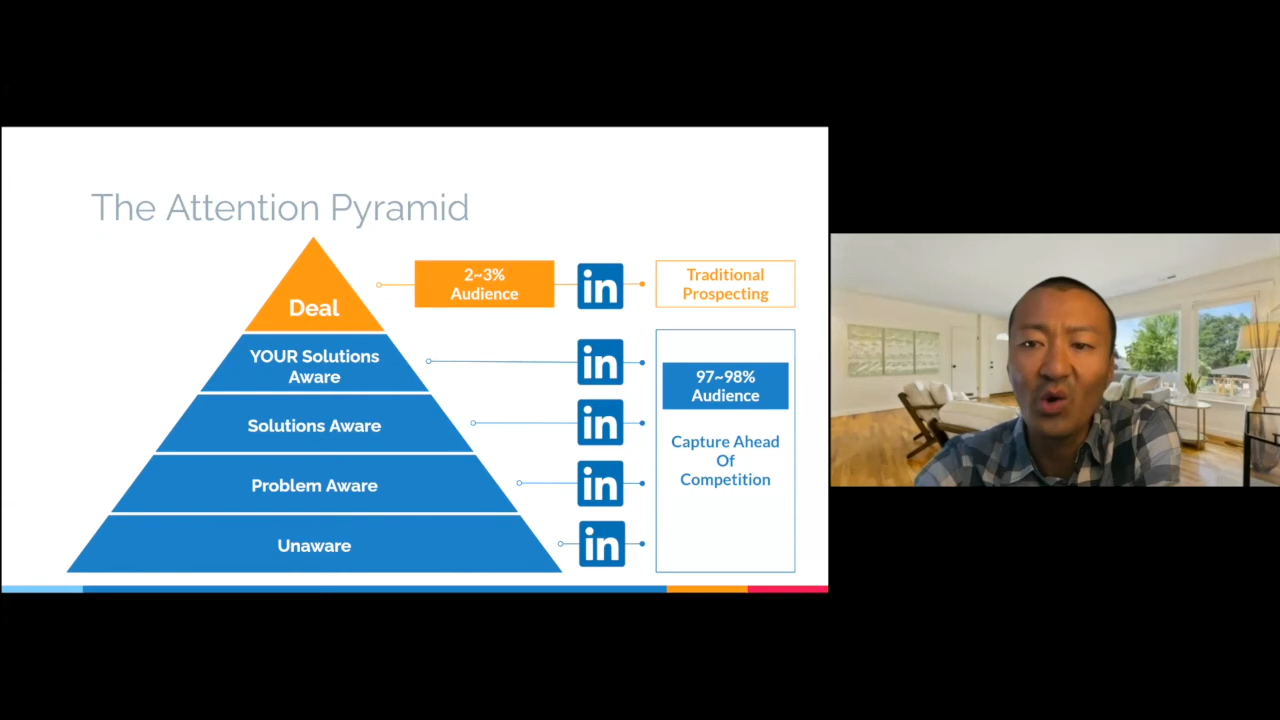 The Attention Pyramid
Deal
2~3%
Audience
in
Traditional
Prospecting
YOUR Solutions
Aware
in
Solutions Aware
in
Problem Aware
in
Unaware
in
97~98%
Audience
Capture Ahead
Of
Competition